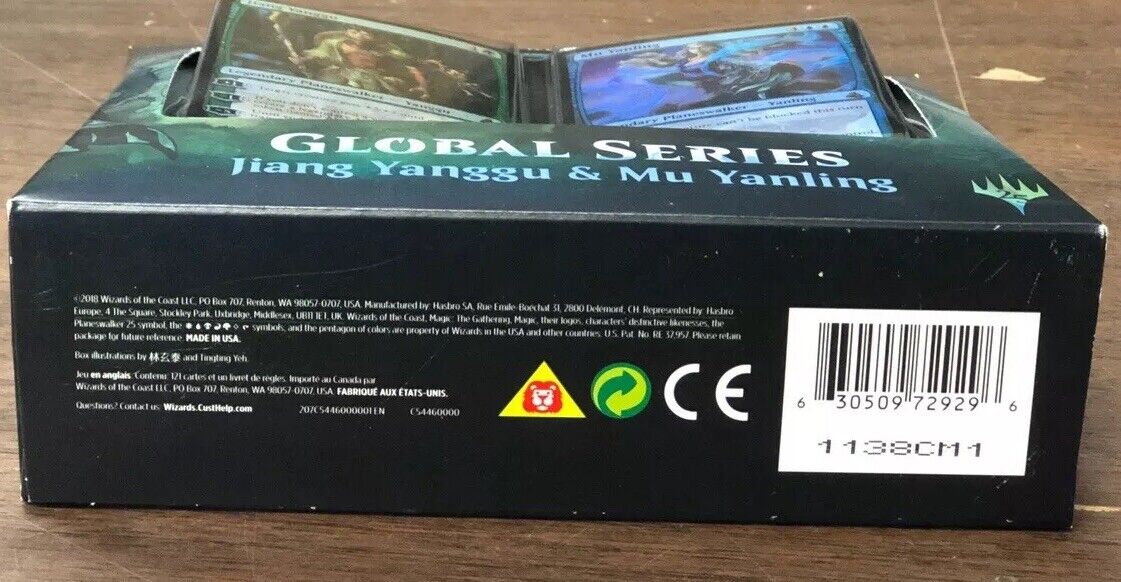 Jiang Yanggu
Legendary Planeswalker — Yanggu
Mu Yanling
Legendary Planeswalker — Yanling
can't be blocked this turn
GLOBAL SERIES
Jiang Yanggu & Mu Yanling
©2018 Wizards of the Coast LLC, PO Box 707, Renton, WA 98057-0707, USA. Manufactured by: Hasbro SA, Rue Emile-Boéchat 31, 2800 Delemont, CH. Represented by: Hasbro
Europe, 4 The Square, Stockley Park, Uxbridge, Middlesex, UB11 1ET, UK. Wizards of the Coast, Magic: The Gathering, Magic, their logos, characters' distinctive likenesses, the
Planeswalker 25 symbol, the symbols, and the pentagon of colors are property of Wizards in the USA and other countries. U.S. Pat. No. RE 37,957. Please retain
package for future reference. MADE IN USA.
Box illustrations by 林玄泰 and Tingting Yeh.
Jeu en anglais. Contenu: 121 cartes et un livret de règles. Importé au Canada par
Wizards of the Coast LLC, PO Box 707, Renton, WA 98057-0707, USA. FABRIQUÉ AUX ÉTATS-UNIS.
Questions? Contact us: Wizards.CustHelp.com
207C54460000001EN C54460000
CE
6 30509 72929 6
1138CM1